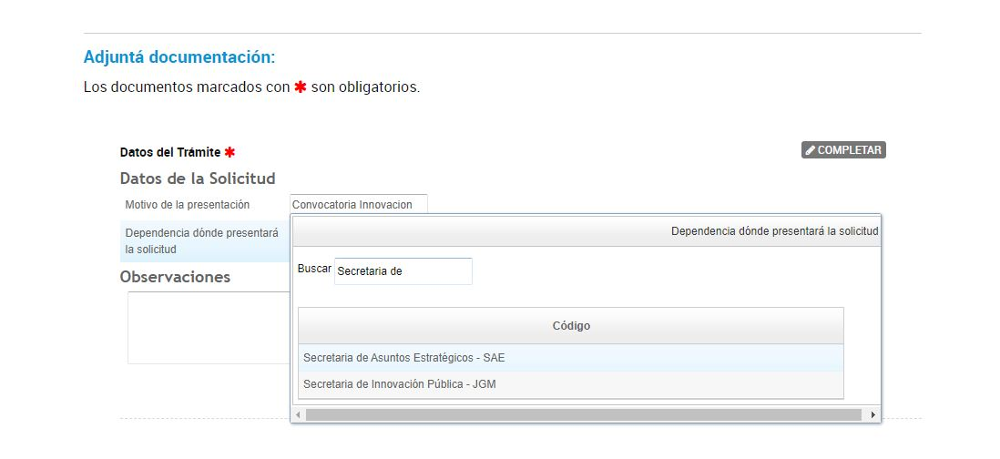 Adjuntá documentación:
Los documentos marcados con ✱ son obligatorios.
Datos del Trámite ✱
COMPLETAR
Datos de la Solicitud
Motivo de la presentación
Convocatoria Innovacion
Dependencia dónde presentará
la solicitud
Dependencia dónde presentará la solicitud
Buscar
Secretaria de
Código
Secretaria de Asuntos Estratégicos - SAE
Secretaria de Innovación Pública - JGM
Observaciones